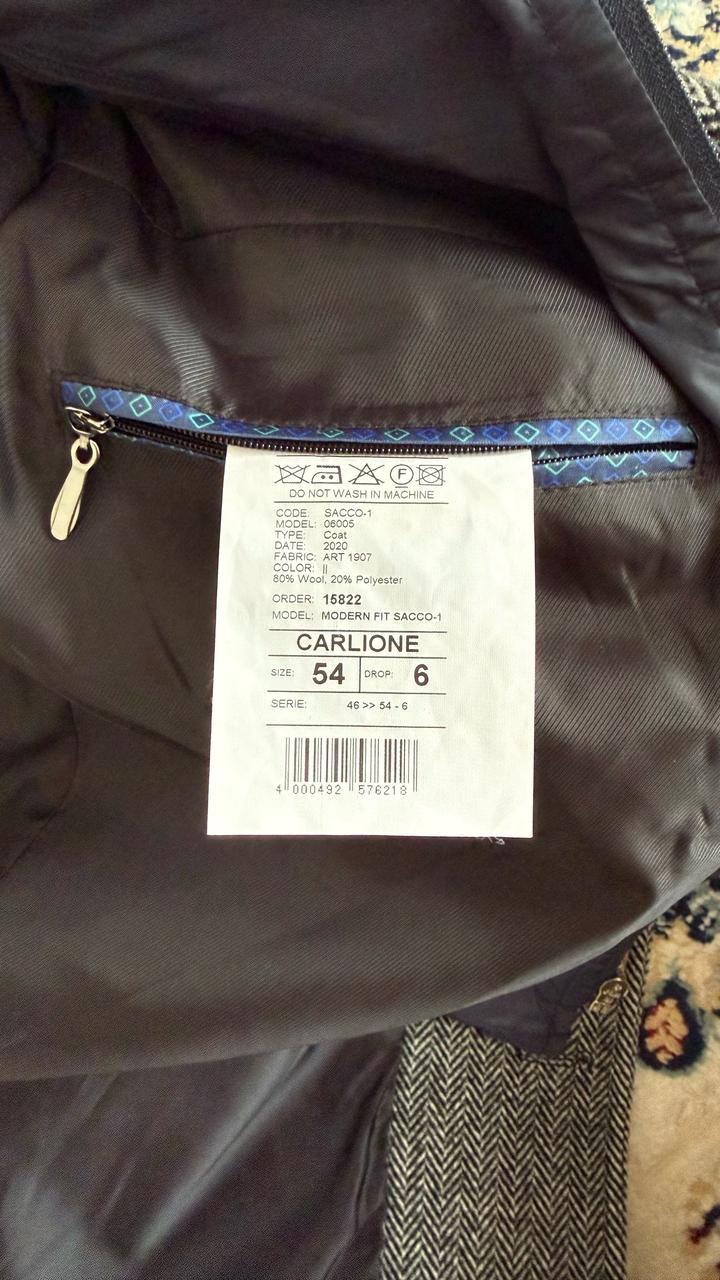 F
DO NOT WASH IN MACHINE
CODE: SACCO-1
MODEL: 06005
TYPE: Coat
DATE: 2020
FABRIC: ART 1907
COLOR: ||
80% Wool, 20% Polyester
ORDER: 15822
MODEL: MODERN FIT SACCO-1
CARLIONE
SIZE: 54 DROP: 6
SERIE: 46 >> 54 - 6
4 000492 576218